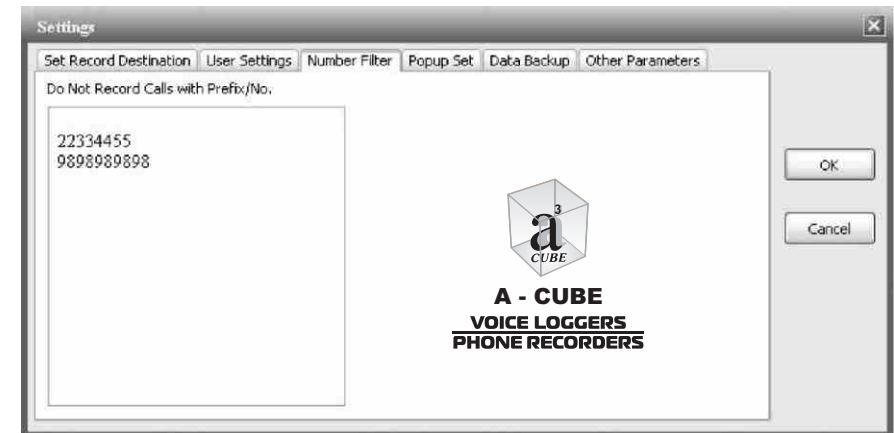 Settings
Set Record Destination User Settings Number Filter Popup Set Data Backup Other Parameters
Do Not Record Calls with Prefix/No.
22334455
9898989898
OK
Cancel
a3
CUBE
A - CUBE
VOICE LOGGERS
PHONE RECORDERS